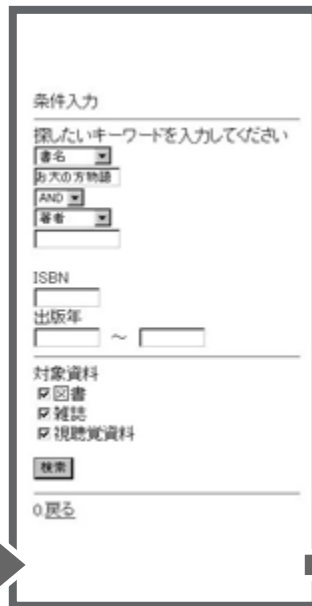 条件入力
探したいキーワードを入力してください
書名
お大の方物語
AND
著者
ISBN
出版年
～
対象資料
図書
雑誌
視聴覚資料
検索
0.戻る